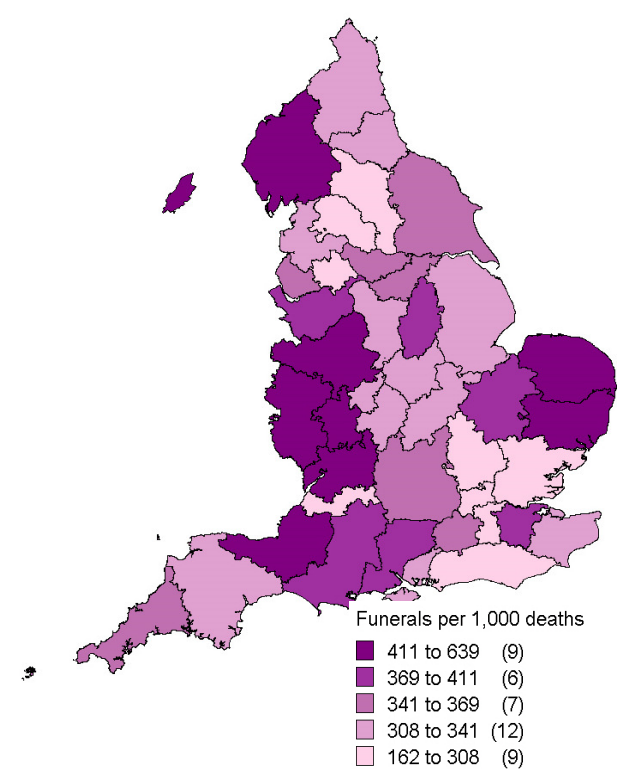 Funerals per 1,000 deaths
411 to 639 (9)
369 to 411 (6)
341 to 369 (7)
308 to 341 (12)
162 to 308 (9)